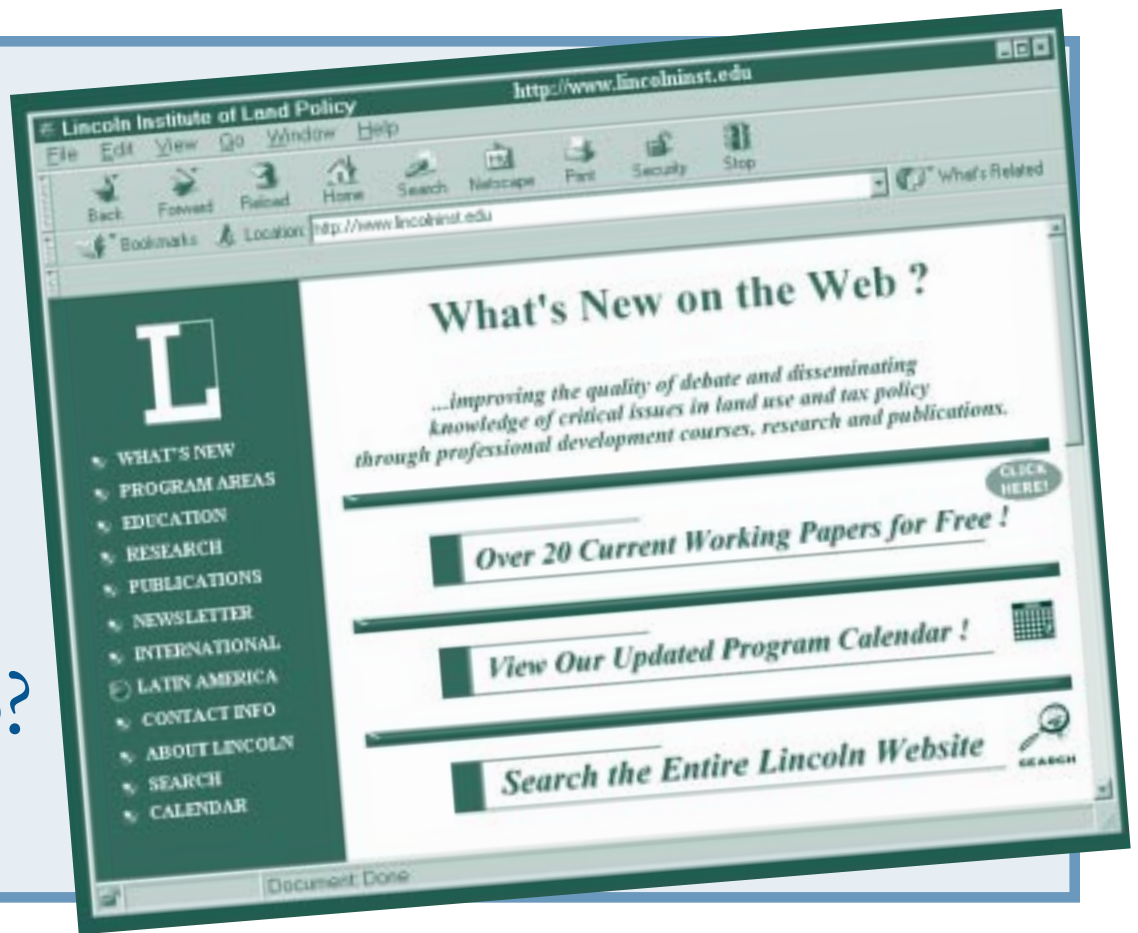 Lincoln Institute of Land Policy http://www.lincolninst.edu
File Edit View Go Window Help
Back Forward Reload Home Search Netscape Print Security Stop
Bookmarks Location: http://www.lincolninst.edu What's Related
L
WHAT'S NEW
PROGRAM AREAS
EDUCATION
RESEARCH
PUBLICATIONS
NEWSLETTER
INTERNATIONAL
LATIN AMERICA
CONTACT INFO
ABOUT LINCOLN
SEARCH
CALENDAR
What's New on the Web ?
...improving the quality of debate and disseminating
knowledge of critical issues in land use and tax policy
through professional development courses, research and publications.
CLICK
HERE!
Over 20 Current Working Papers for Free !
View Our Updated Program Calendar !
Search the Entire Lincoln Website
SEARCH
Document: Done
?